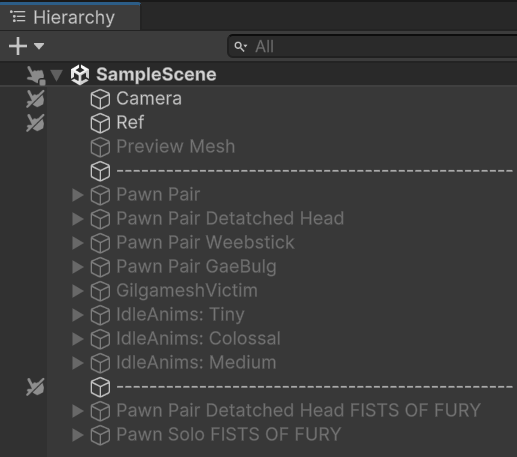 Hierarchy
All
SampleScene
Camera
Ref
Preview Mesh
--------------------------------------------
Pawn Pair
Pawn Pair Detatched Head
Pawn Pair Weebstick
Pawn Pair GaeBulg
GilgameshVictim
IdleAnims: Tiny
IdleAnims: Colossal
IdleAnims: Medium
--------------------------------------------
Pawn Pair Detatched Head FISTS OF FURY
Pawn Solo FISTS OF FURY